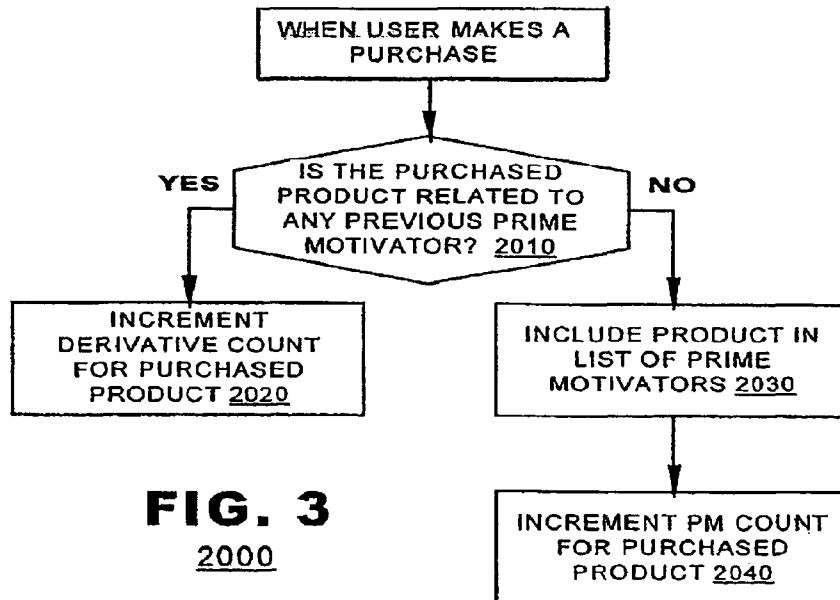 WHEN USER MAKES A
PURCHASE
YES
IS THE PURCHASED
PRODUCT RELATED TO
ANY PREVIOUS PRIME
MOTIVATOR? 2010
NO
INCREMENT
DERIVATIVE COUNT
FOR PURCHASED
PRODUCT 2020
INCLUDE PRODUCT IN
LIST OF PRIME
MOTIVATORS 2030
FIG. 3
2000
INCREMENT PM COUNT
FOR PURCHASED
PRODUCT 2040